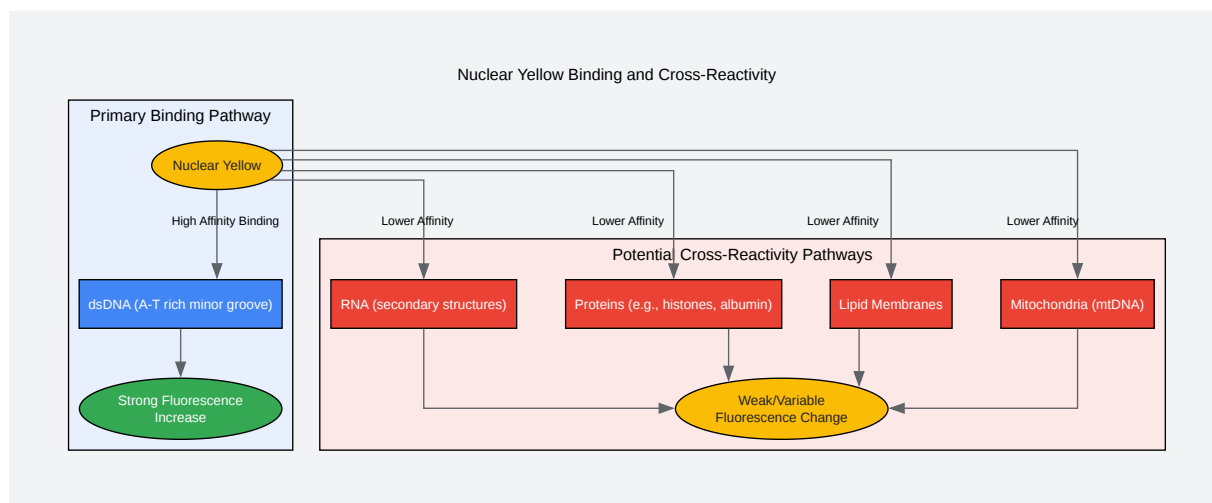 Nuclear Yellow Binding and Cross-Reactivity
Primary Binding Pathway
Nuclear Yellow
High Affinity Binding
Lower Affinity
Lower Affinity
Lower Affinity
Lower Affinity
Potential Cross-Reactivity Pathways
dsDNA (A-T rich minor groove)
RNA (secondary structures)
Proteins (e.g., histones, albumin)
Lipid Membranes
Mitochondria (mtDNA)
Strong Fluorescence
Increase
Weak/Variable
Fluorescence Change